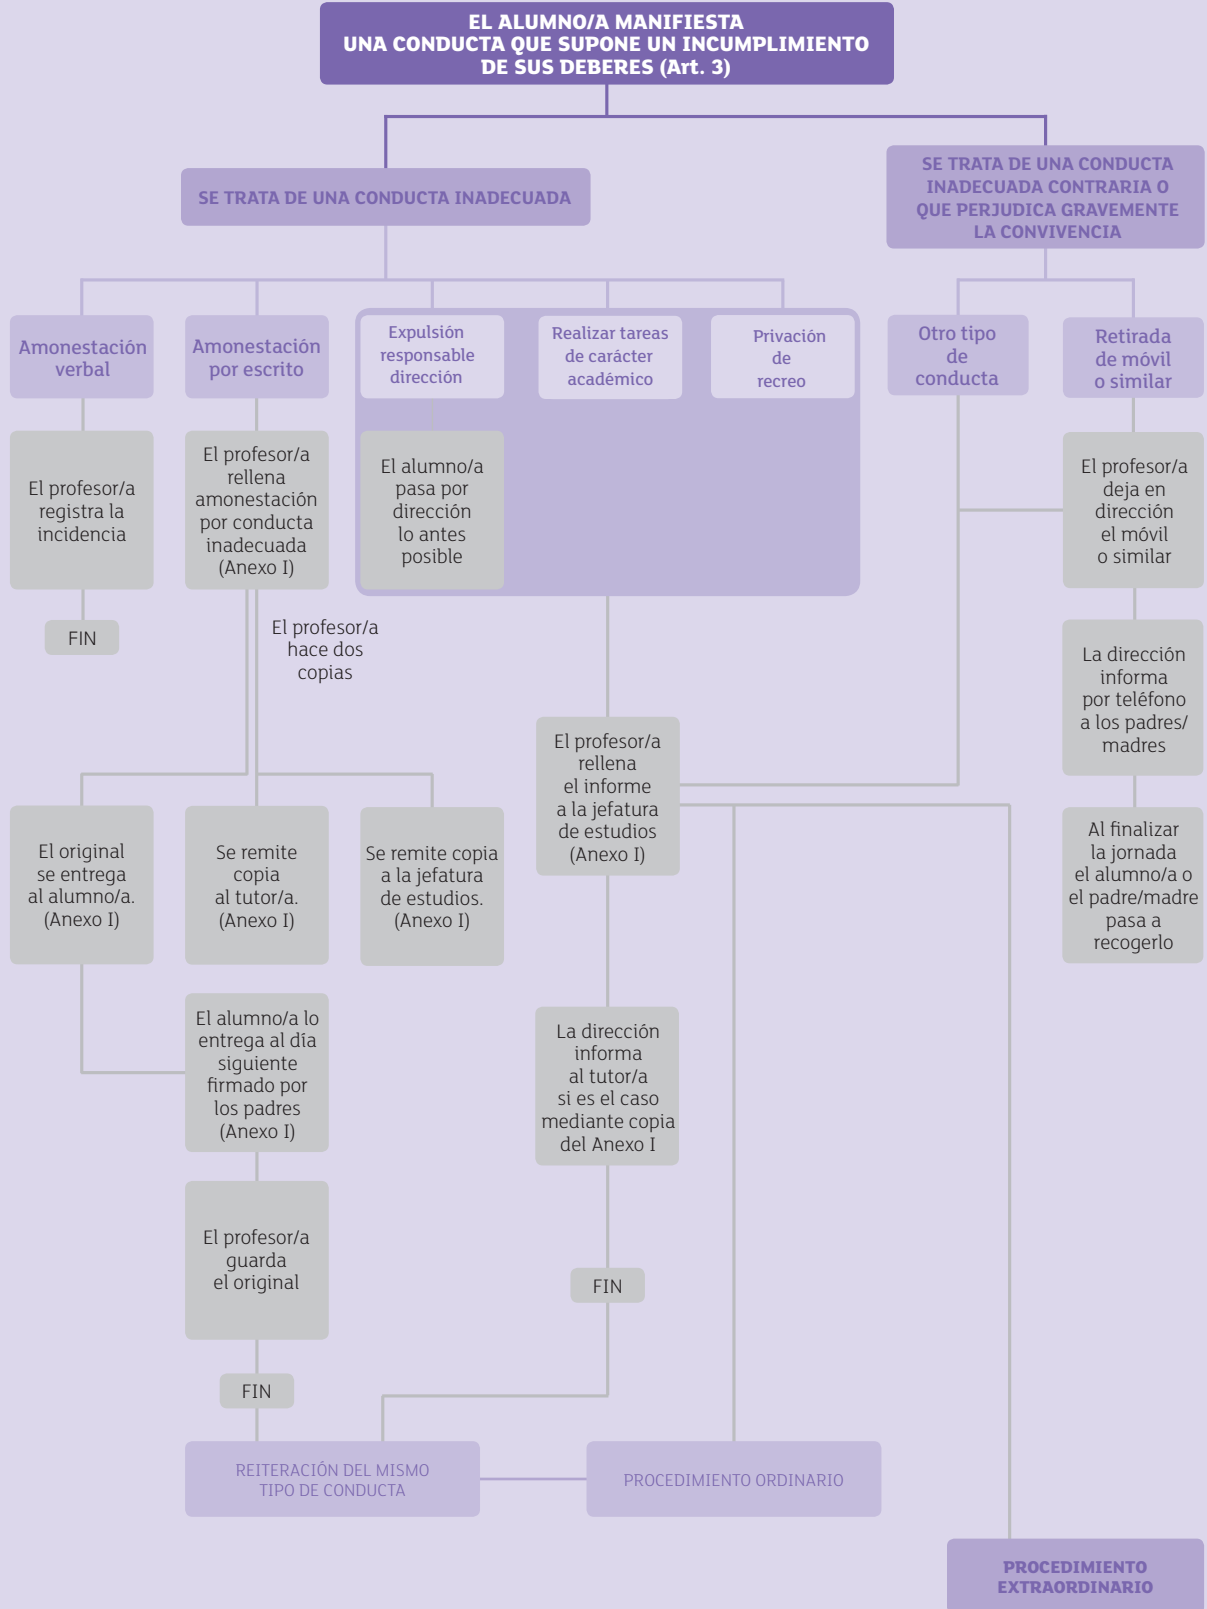 EL ALUMNO/A MANIFIESTA
UNA CONDUCTA QUE SUPONE UN INCUMPLIMIENTO
DE SUS DEBERES (Art. 3)
SE TRATA DE UNA CONDUCTA INADECUADA
SE TRATA DE UNA CONDUCTA
INADECUADA CONTRARIA O
QUE PERJUDICA GRAVEMENTE
LA CONVIVENCIA
Amonestación
verbal
Amonestación
por escrito
Expulsión
responsable
dirección
Realizar tareas
de carácter
académico
Privación
de
recreo
Otro tipo
de
conducta
Retirada
de móvil
o similar
El profesor/a
registra la
incidencia
El profesor/a
rellena
amonestación
por conducta
inadecuada
(Anexo I)
El alumno/a
pasa por
dirección
lo antes
posible
El profesor/a
deja en
dirección
el móvil
o similar
FIN
El profesor/a
hace dos
copias
La dirección
informa
por teléfono
a los padres/
madres
El profesor/a
rellena
el informe
a la jefatura
de estudios
(Anexo I)
El original
se entrega
al alumno/a.
(Anexo I)
Se remite
copia
al tutor/a.
(Anexo I)
Se remite copia
a la jefatura
de estudios.
(Anexo I)
Al finalizar
la jornada
el alumno/a o
el padre/madre
pasa a
recogerlo
El alumno/a lo
entrega al día
siguiente
firmado por
los padres
(Anexo I)
La dirección
informa
al tutor/a
si es el caso
mediante copia
del Anexo I
El profesor/a
guarda
el original
FIN
FIN
REITERACIÓN DEL MISMO
TIPO DE CONDUCTA
PROCEDIMIENTO ORDINARIO
PROCEDIMIENTO
EXTRAORDINARIO